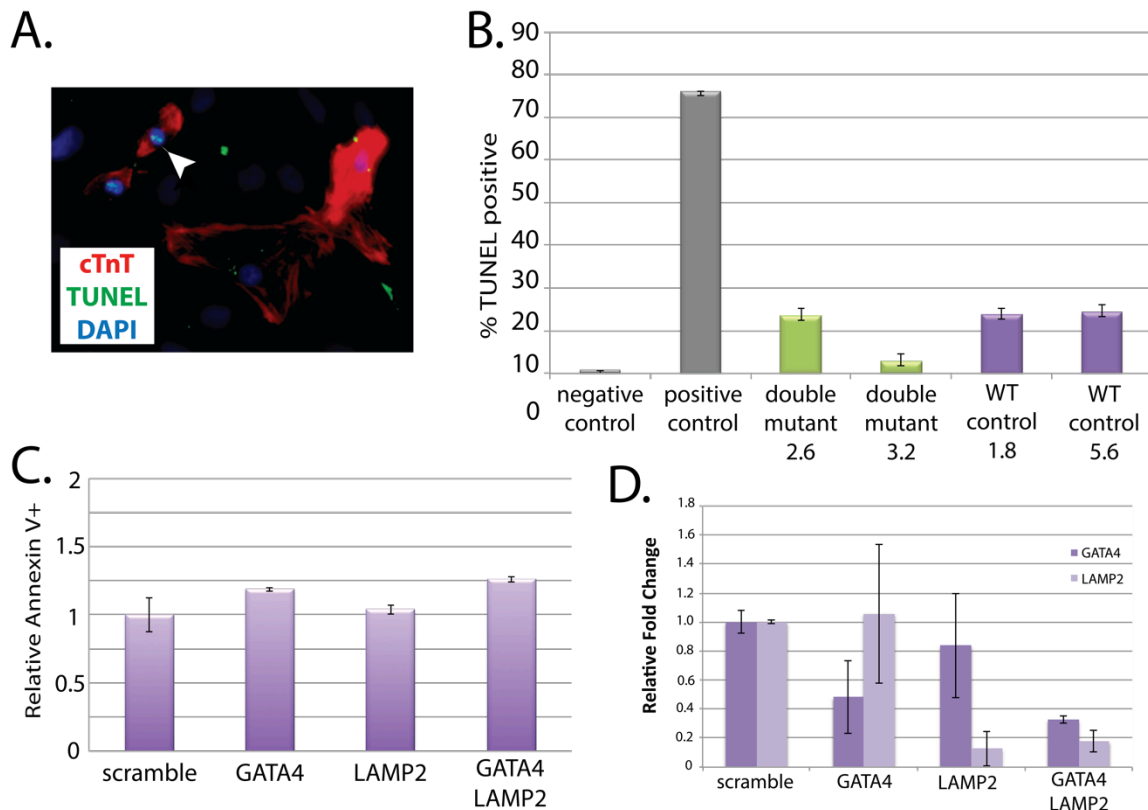 A.
cTnT
TUNEL
DAPI
B.
% TUNEL positive
90
80
70
60
50
40
30
20
10
0
negative control
positive control
double mutant 2.6
double mutant 3.2
WT control 1.8
WT control 5.6
C.
Relative Annexin V+
2
1.5
1
0.5
0
scramble
GATA4
LAMP2
GATA4 LAMP2
D.
Relative Fold Change
1.8
1.6
1.4
1.2
1.0
0.8
0.6
0.4
0.2
0
GATA4
LAMP2
scramble
GATA4
LAMP2
GATA4 LAMP2